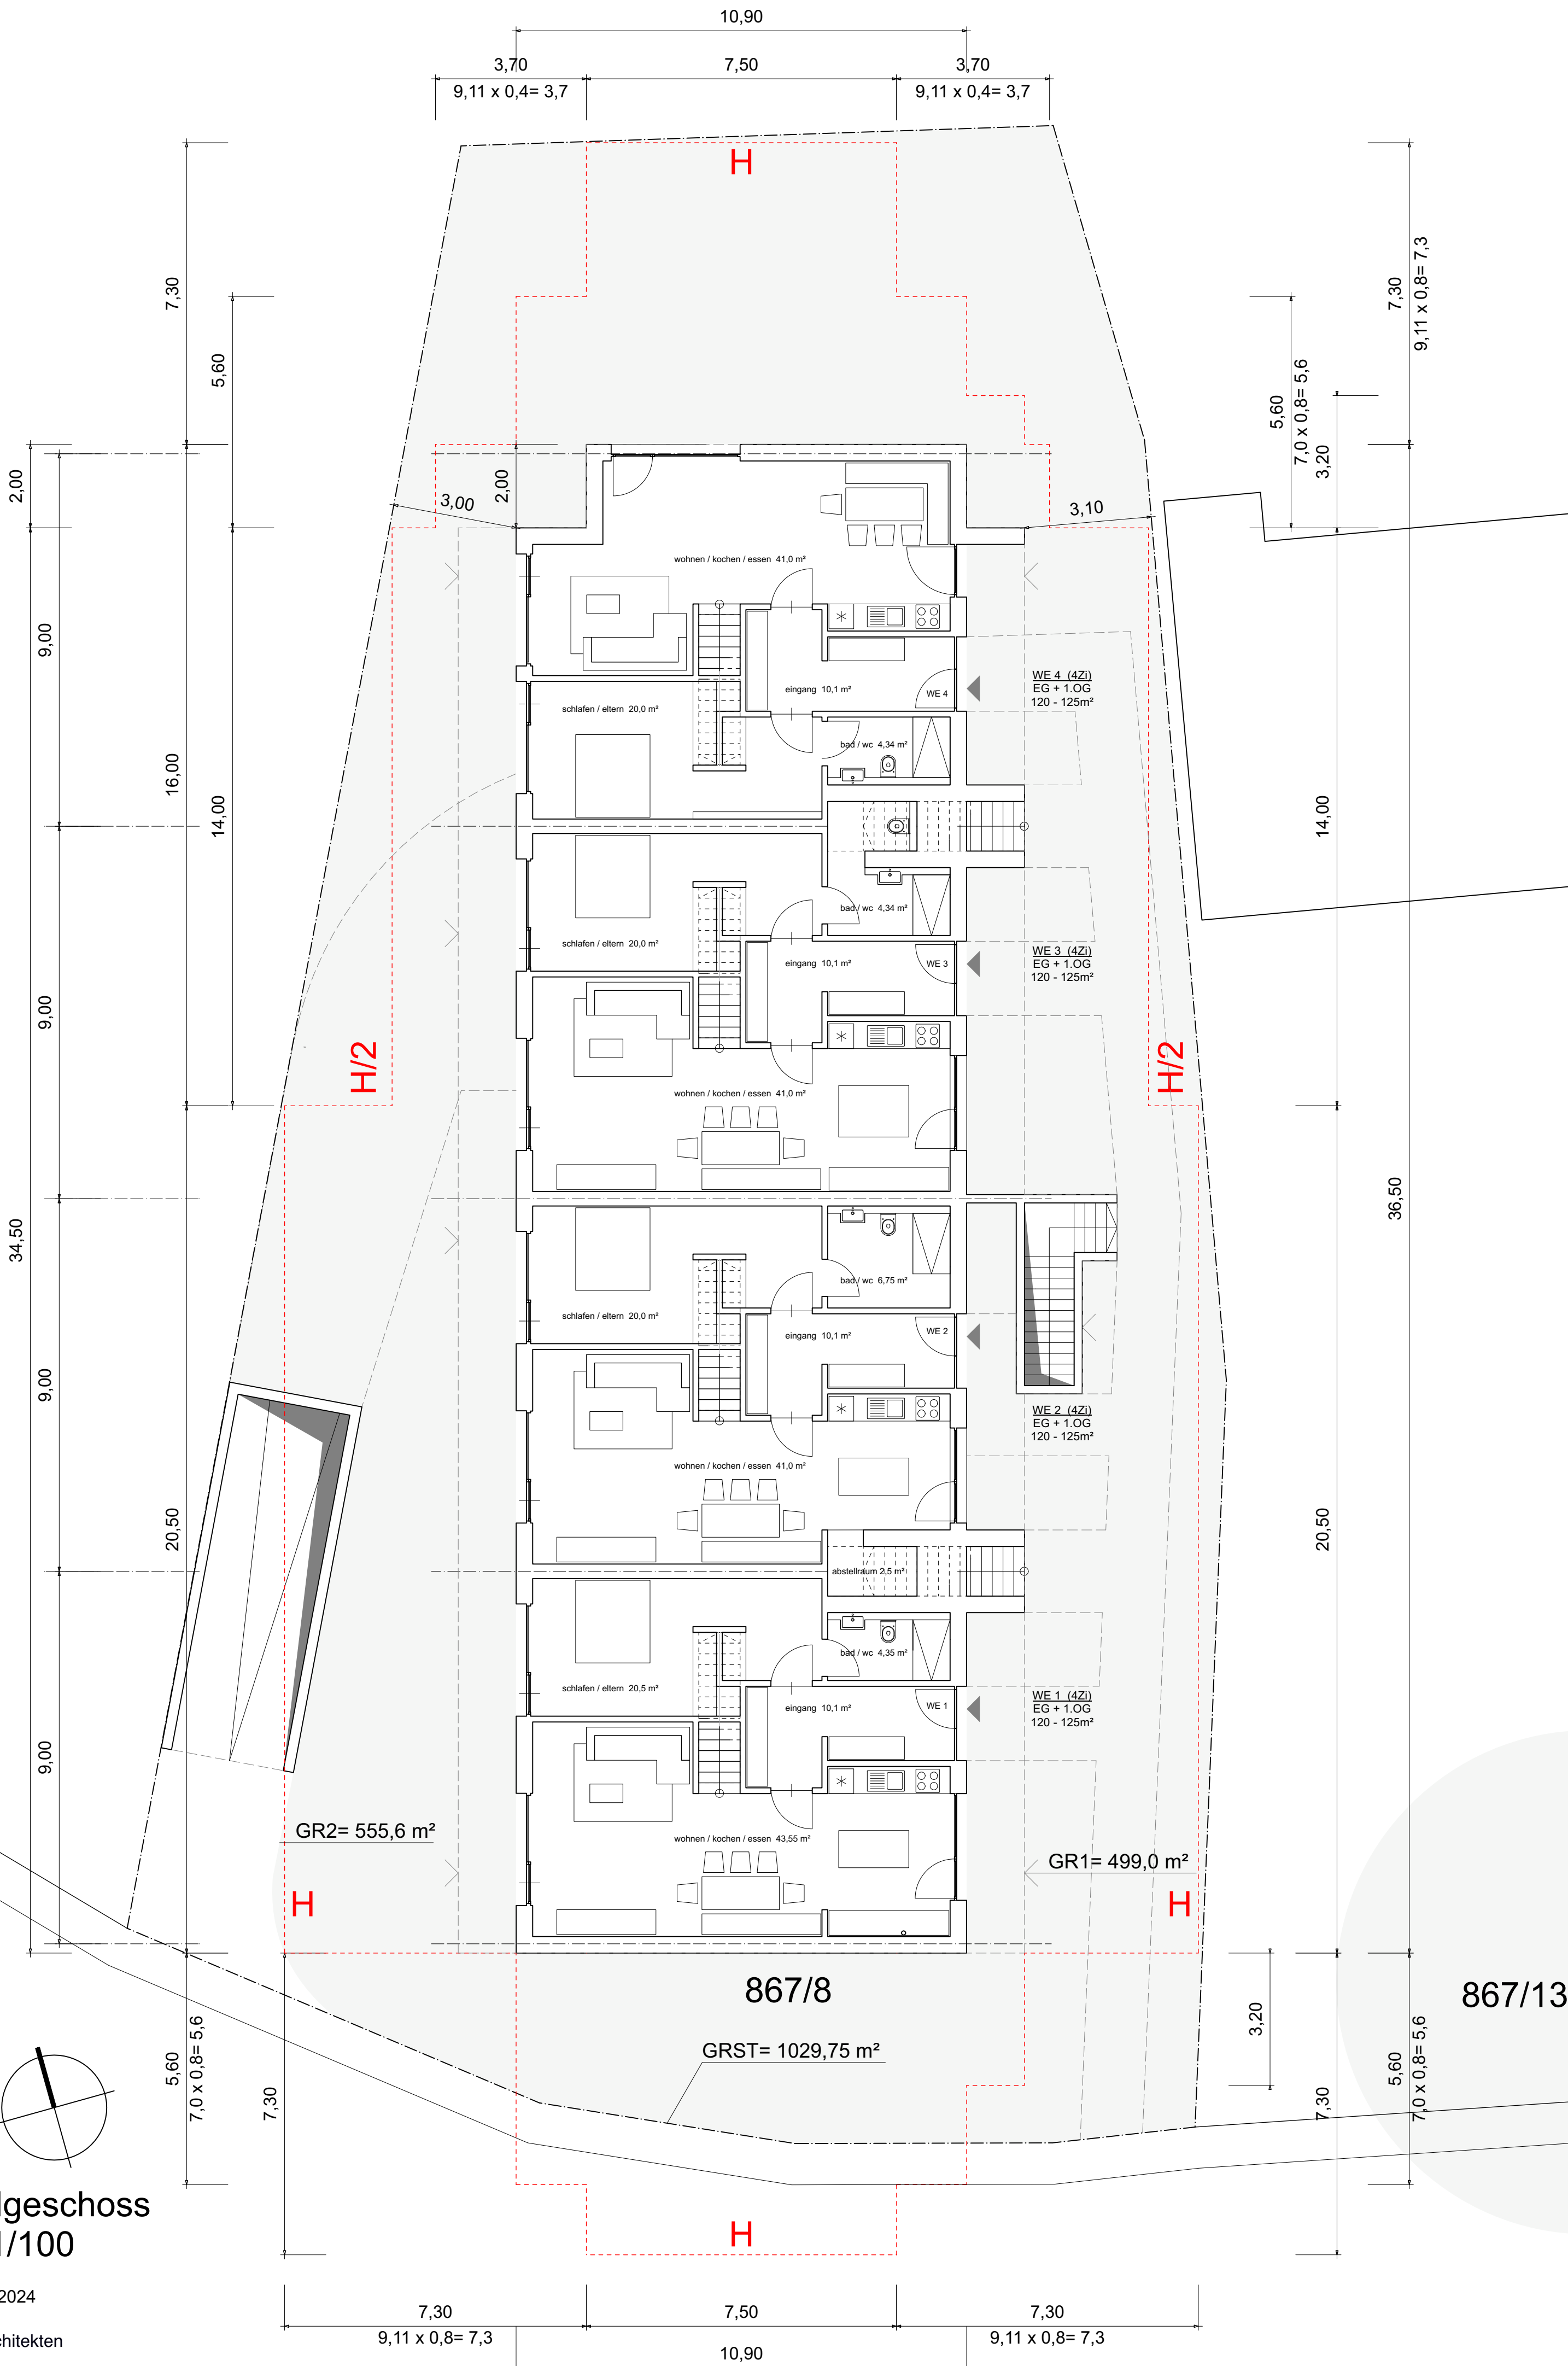 10,90
3,70
7,50
3,70
9,11 x 0,4= 3,7
9,11 x 0,4= 3,7
H
7,30
5,60
7,30
9,11 x 0,8= 7,3
5,60
7,0 x 0,8= 5,6
3,20
2,00
3,00
2,00
3,10
wohnen / kochen / essen 41,0 m²
9,00
eingang 10,1 m²
WE 4
WE 4 (4Zi)
EG + 1.OG
120 - 125m²
schlafen / eltern 20,0 m²
bad / wc 4,34 m²
16,00
14,00
14,00
bad / wc 4,34 m²
schlafen / eltern 20,0 m²
eingang 10,1 m²
WE 3
WE 3 (4Zi)
EG + 1.OG
120 - 125m²
9,00
H/2
H/2
wohnen / kochen / essen 41,0 m²
36,50
34,50
bad / wc 6,75 m²
schlafen / eltern 20,0 m²
eingang 10,1 m²
WE 2
WE 2 (4Zi)
EG + 1.OG
120 - 125m²
9,00
wohnen / kochen / essen 41,0 m²
20,50
20,50
abstellraum 2,5 m²
bad / wc 4,35 m²
schlafen / eltern 20,5 m²
eingang 10,1 m²
WE 1
WE 1 (4Zi)
EG + 1.OG
120 - 125m²
9,00
GR2= 555,6 m²
wohnen / kochen / essen 43,55 m²
GR1= 499,0 m²
H
H
867/8
867/13
GRST= 1029,75 m²
5,60
7,0 x 0,8= 5,6
7,30
3,20
7,30
5,60
7,0 x 0,8= 5,6
H
lgeschoss
1/100
2024
chitekten
7,30
7,50
7,30
9,11 x 0,8= 7,3
9,11 x 0,8= 7,3
10,90